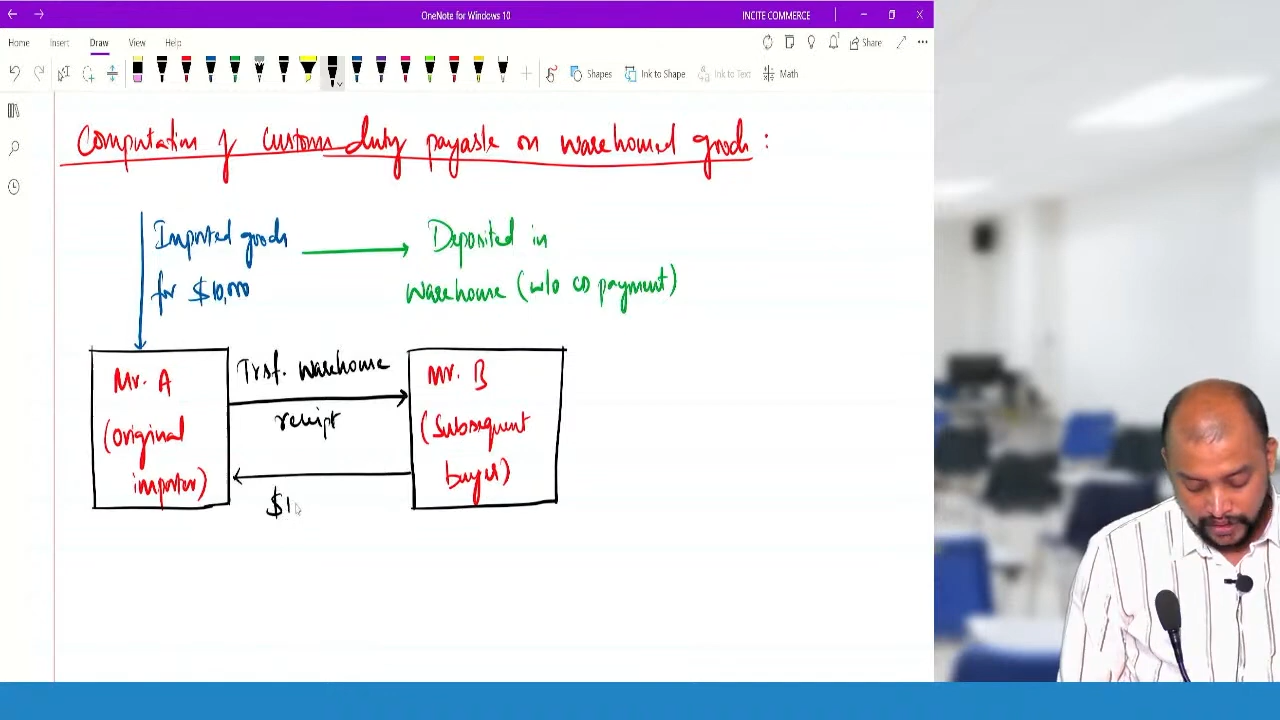 OneNote for Windows 10
INCITE COMMERCE
Home Insert Draw View Help
Share
Shapes Ink to Shape Ink to Text Math
Computation of custom duty payable on warehoused goods :
Imported goods
for $10,000
Deposited in
warehouse (w/o CD payment)
Mr. A
(original
importer)
Trsf. warehouse
receipt
$1
Mr. B
(Subsequent
buyer)